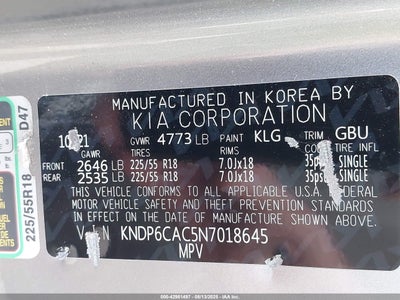 MANUFACTURED IN KOREA BY
KIA CORPORATION
GVWR 4773 LB PAINT KLG TRIM GBU
GAWR TIRES RIMS COLD TIRE INFL
FRONT 2646 LB 225/55 R18 7.0Jx18 35psi SINGLE
REAR 2535 LB 225/55 R18 7.0Jx18 35psi SINGLE
THIS VEHICLE CONFORMS TO ALL APPLICABLE U.S.A. FEDERAL
MOTOR VEHICLE SAFETY AND THEFT PREVENTION STANDARDS
IN EFFECT ON THE DATE OF MANUFACTURE SHOWN ABOVE.
KNDP6CAC5N7018645
MPV
225/55R18 D47